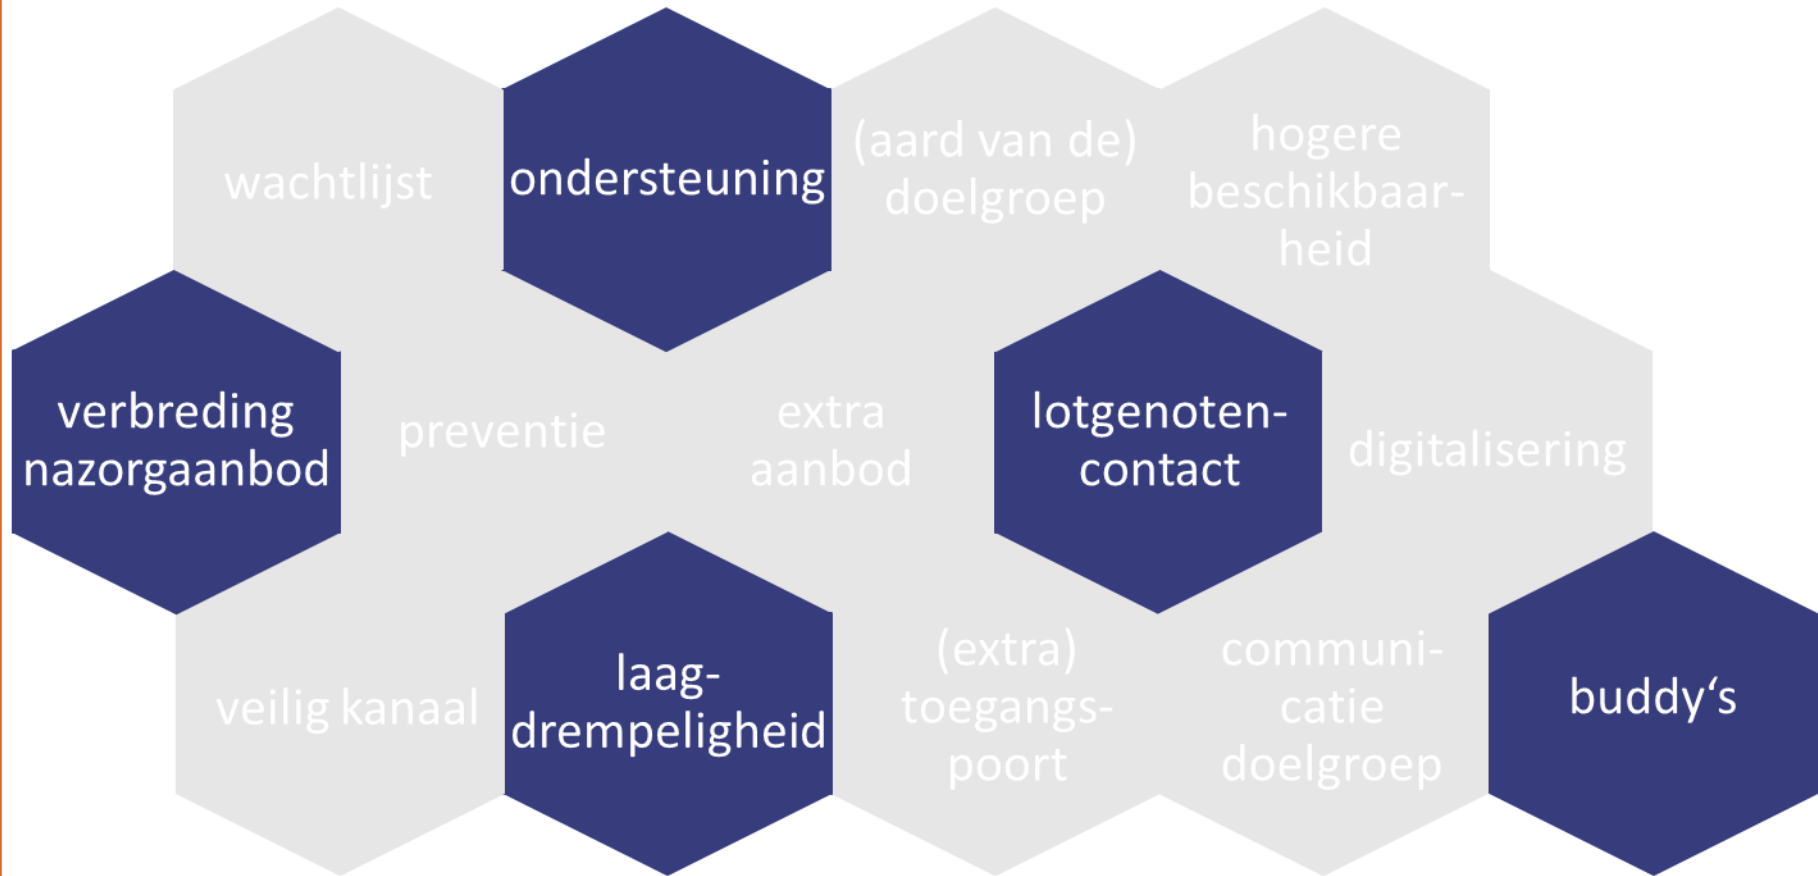 wachtlijst
ondersteuning
(aard van de)
doelgroep
hogere
beschikbaar-
heid
verbreding
nazorgaanbod
preventie
extra
aanbod
lotgenoten-
contact
digitalisering
veilig kanaal
laag-
drempeligheid
(extra)
toegangs-
poort
communi-
catie
doelgroep
buddy‘s